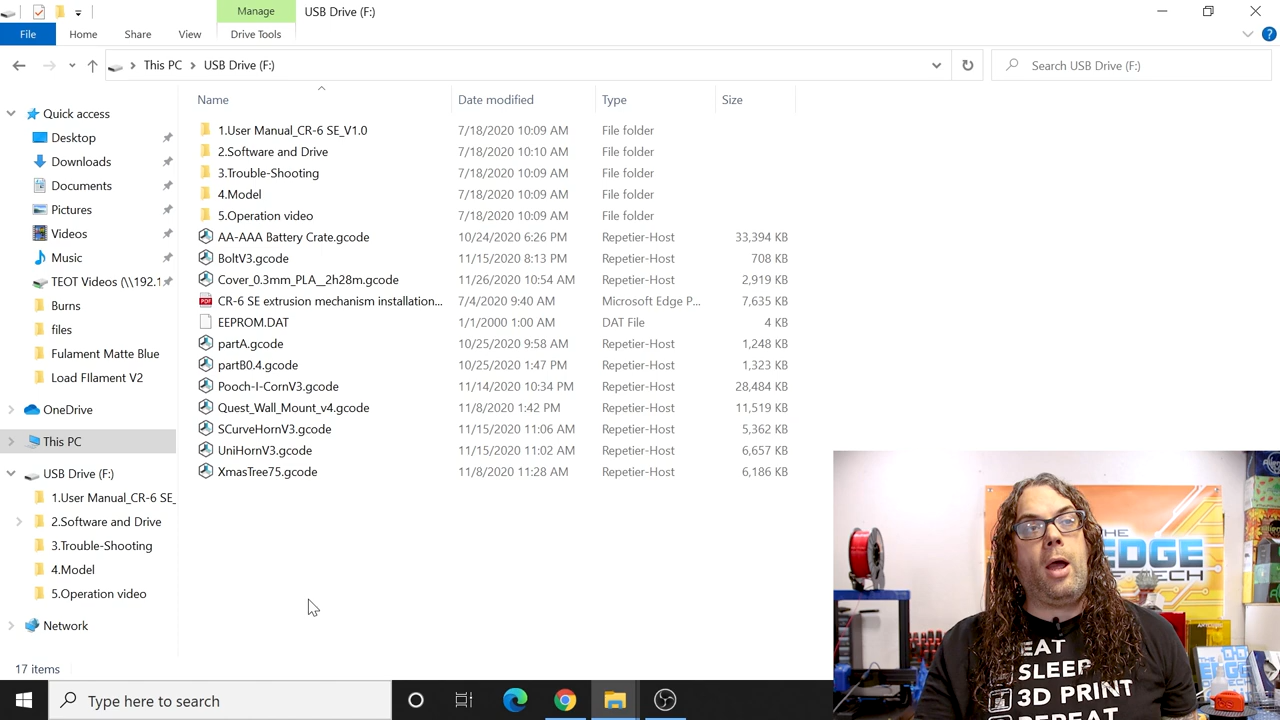 Manage
USB Drive (F:)
File
Home
Share
View
Drive Tools
?
This PC
USB Drive (F:)
Search USB Drive (F:)
Name
Date modified
Type
Size
Quick access
Desktop
Downloads
Documents
Pictures
Videos
Music
TEOT Videos (\\192.1
Burns
files
Fulament Matte Blue
Load FIlament V2
OneDrive
This PC
USB Drive (F:)
1.User Manual_CR-6 SE_
2.Software and Drive
3.Trouble-Shooting
4.Model
5.Operation video
Network
1.User Manual_CR-6 SE_V1.0 7/18/2020 10:09 AM File folder
2.Software and Drive 7/18/2020 10:10 AM File folder
3.Trouble-Shooting 7/18/2020 10:09 AM File folder
4.Model 7/18/2020 10:09 AM File folder
5.Operation video 7/18/2020 10:09 AM File folder
AA-AAA Battery Crate.gcode 10/24/2020 6:26 PM Repetier-Host 33,394 KB
BoltV3.gcode 11/15/2020 8:13 PM Repetier-Host 708 KB
Cover_0.3mm_PLA__2h28m.gcode 11/26/2020 10:54 AM Repetier-Host 2,919 KB
PDF CR-6 SE extrusion mechanism installation... 7/4/2020 9:40 AM Microsoft Edge P... 7,635 KB
EEPROM.DAT 1/1/2000 1:00 AM DAT File 4 KB
partA.gcode 10/25/2020 9:58 AM Repetier-Host 1,248 KB
partB0.4.gcode 10/25/2020 1:47 PM Repetier-Host 1,323 KB
Pooch-I-CornV3.gcode 11/14/2020 10:34 PM Repetier-Host 28,484 KB
Quest_Wall_Mount_v4.gcode 11/8/2020 1:42 PM Repetier-Host 11,519 KB
SCurveHornV3.gcode 11/15/2020 11:06 AM Repetier-Host 5,362 KB
UniHornV3.gcode 11/15/2020 11:02 AM Repetier-Host 6,657 KB
XmasTree75.gcode 11/8/2020 11:28 AM Repetier-Host 6,186 KB
17 items
THE
EDGE
TECH
EAT
SLEEP
3D PRINT
REPEAT
Type here to search